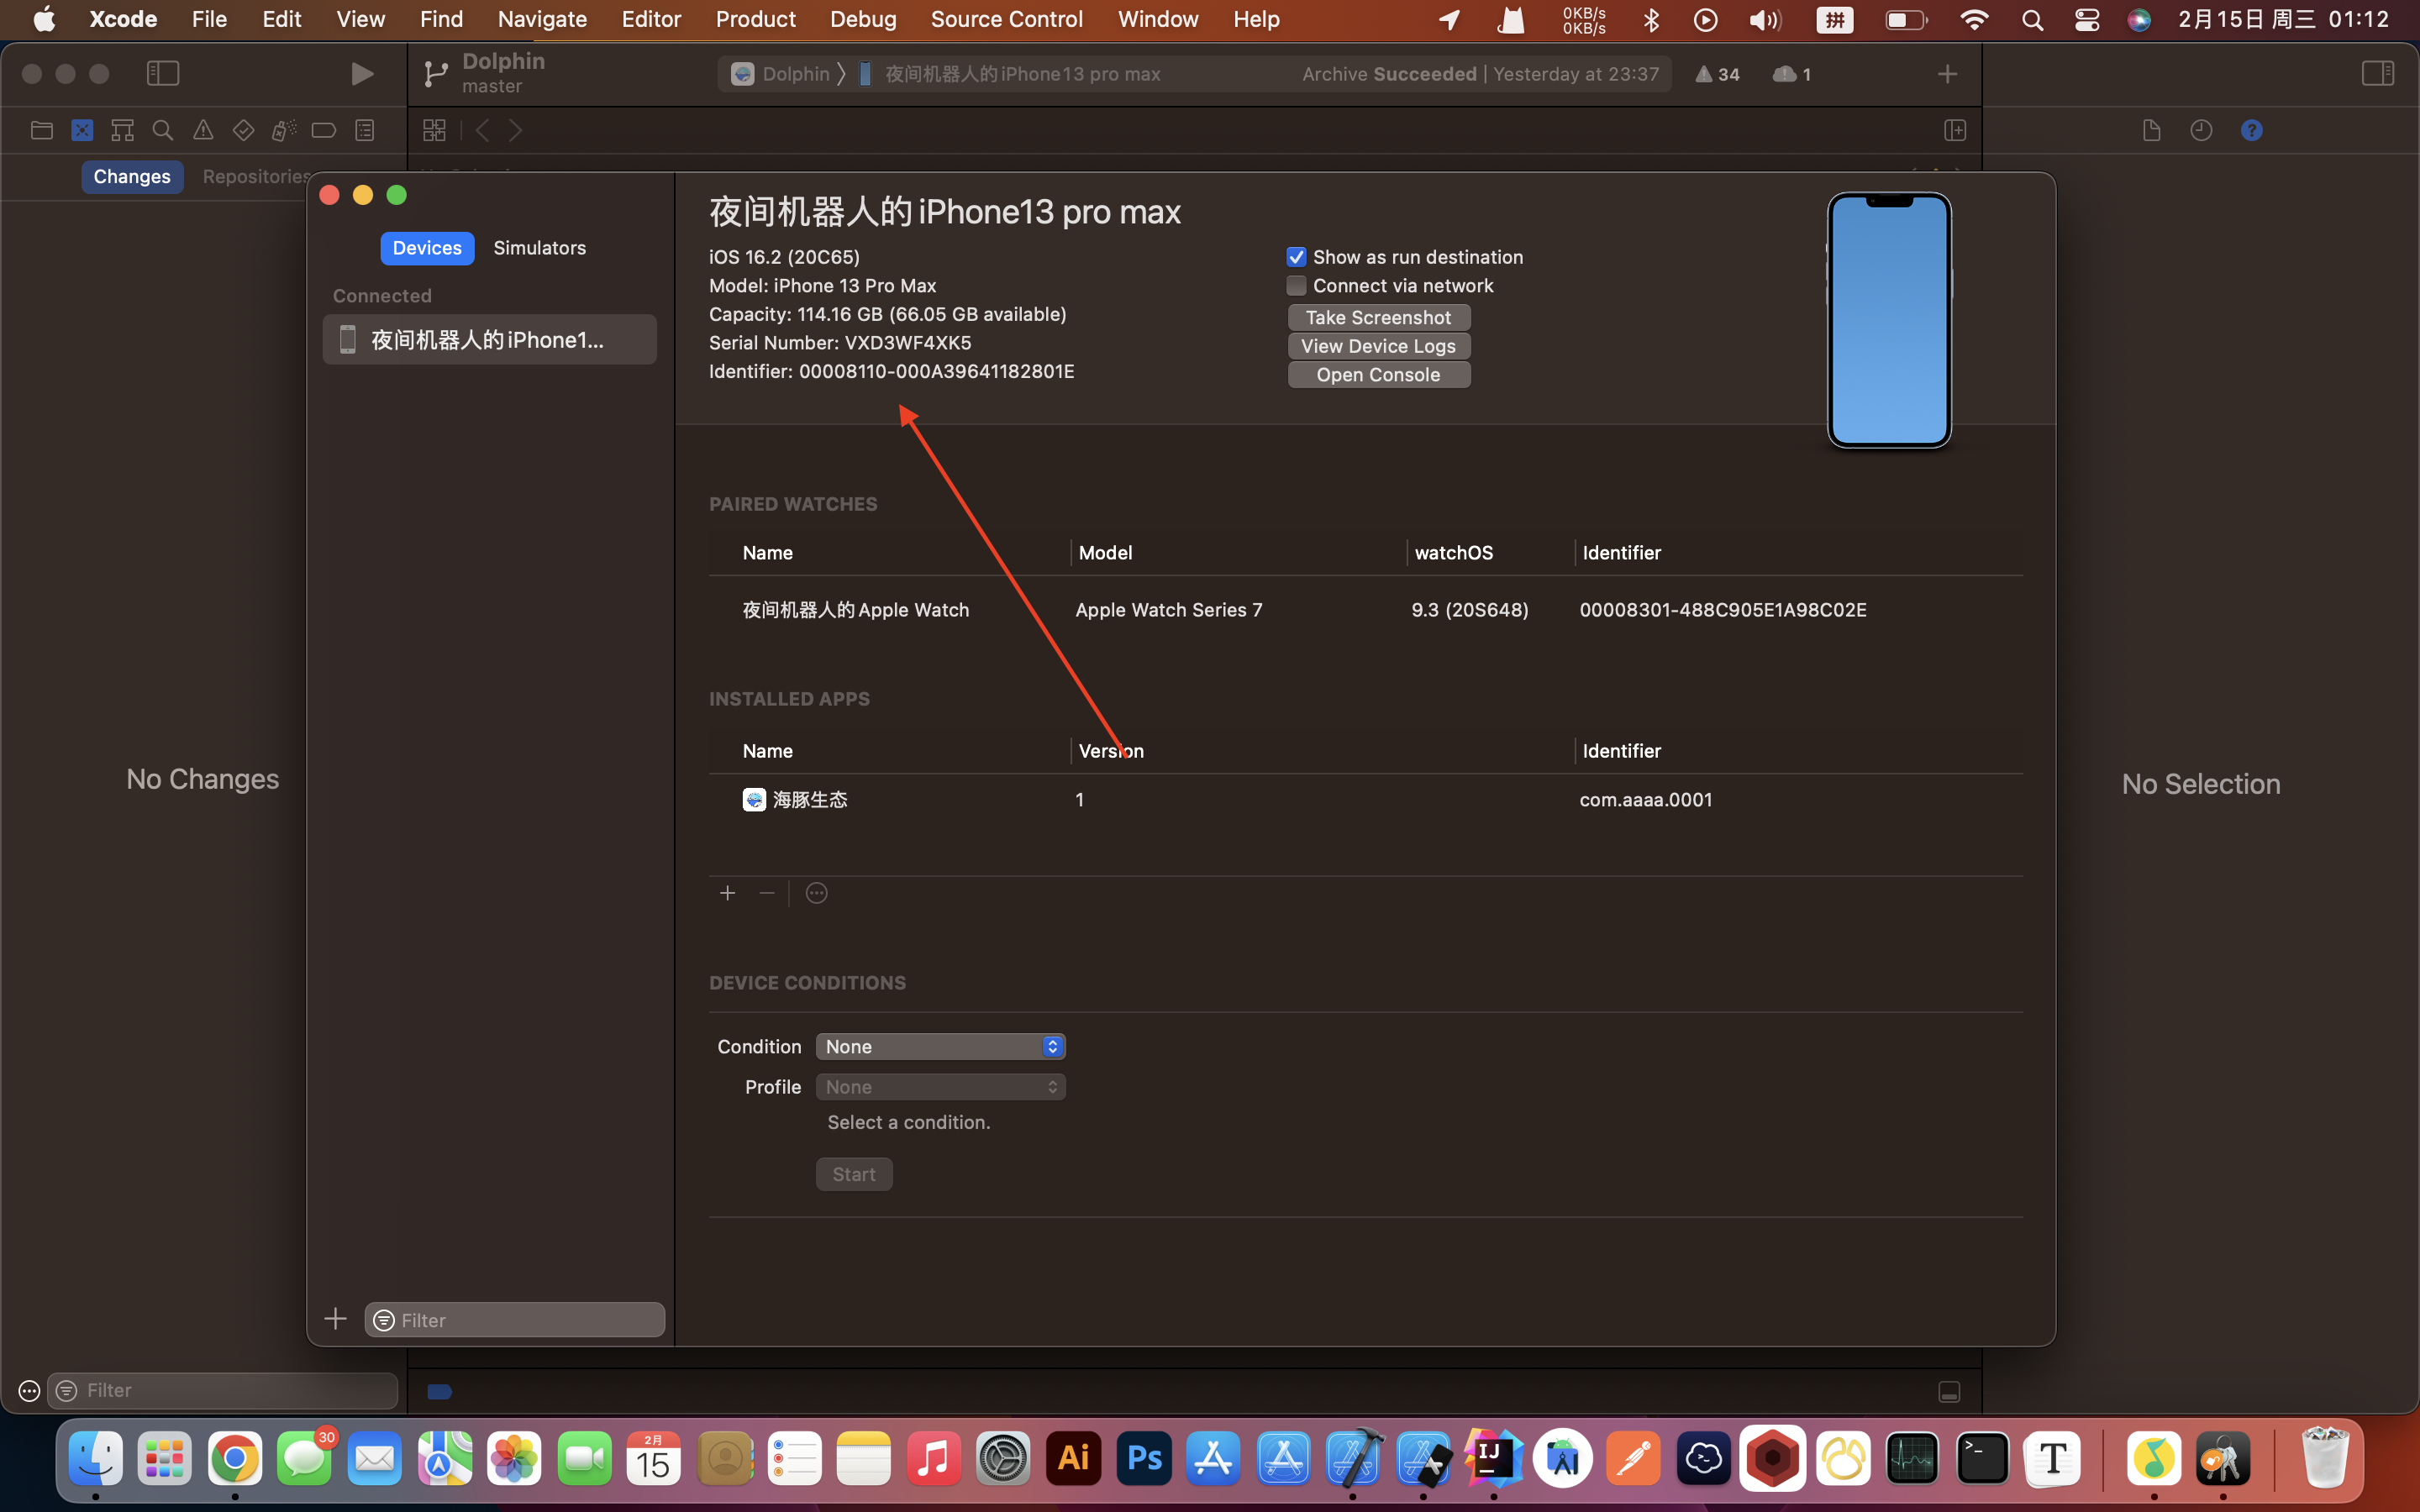 Xcode File Edit View Find Navigate Editor Product Debug Source Control Window Help
0KB/s
0KB/s
拼
2月15日 周三 01:12
Dolphin
master
Dolphin 〉 夜间机器人的iPhone13 pro max
Archive Succeeded | Yesterday at 23:37
34
1
Changes Repositories
夜间机器人的iPhone13 pro max
Devices Simulators
iOS 16.2 (20C65)
Show as run destination
Model: iPhone 13 Pro Max
Connect via network
Connected
Capacity: 114.16 GB (66.05 GB available)
Take Screenshot
夜间机器人的iPhone1...
Serial Number: VXD3WF4XK5
View Device Logs
Identifier: 00008110-000A39641182801E
Open Console
PAIRED WATCHES
Name Model watchOS Identifier
夜间机器人的Apple Watch Apple Watch Series 7 9.3 (20S648) 00008301-488C905E1A98C02E
INSTALLED APPS
Name Version Identifier
海豚生态 1 com.aaaa.0001
No Changes
No Selection
DEVICE CONDITIONS
Condition None
Profile None
Select a condition.
Start
Filter
Filter
30
2月
15
Ai
Ps
IJ
T